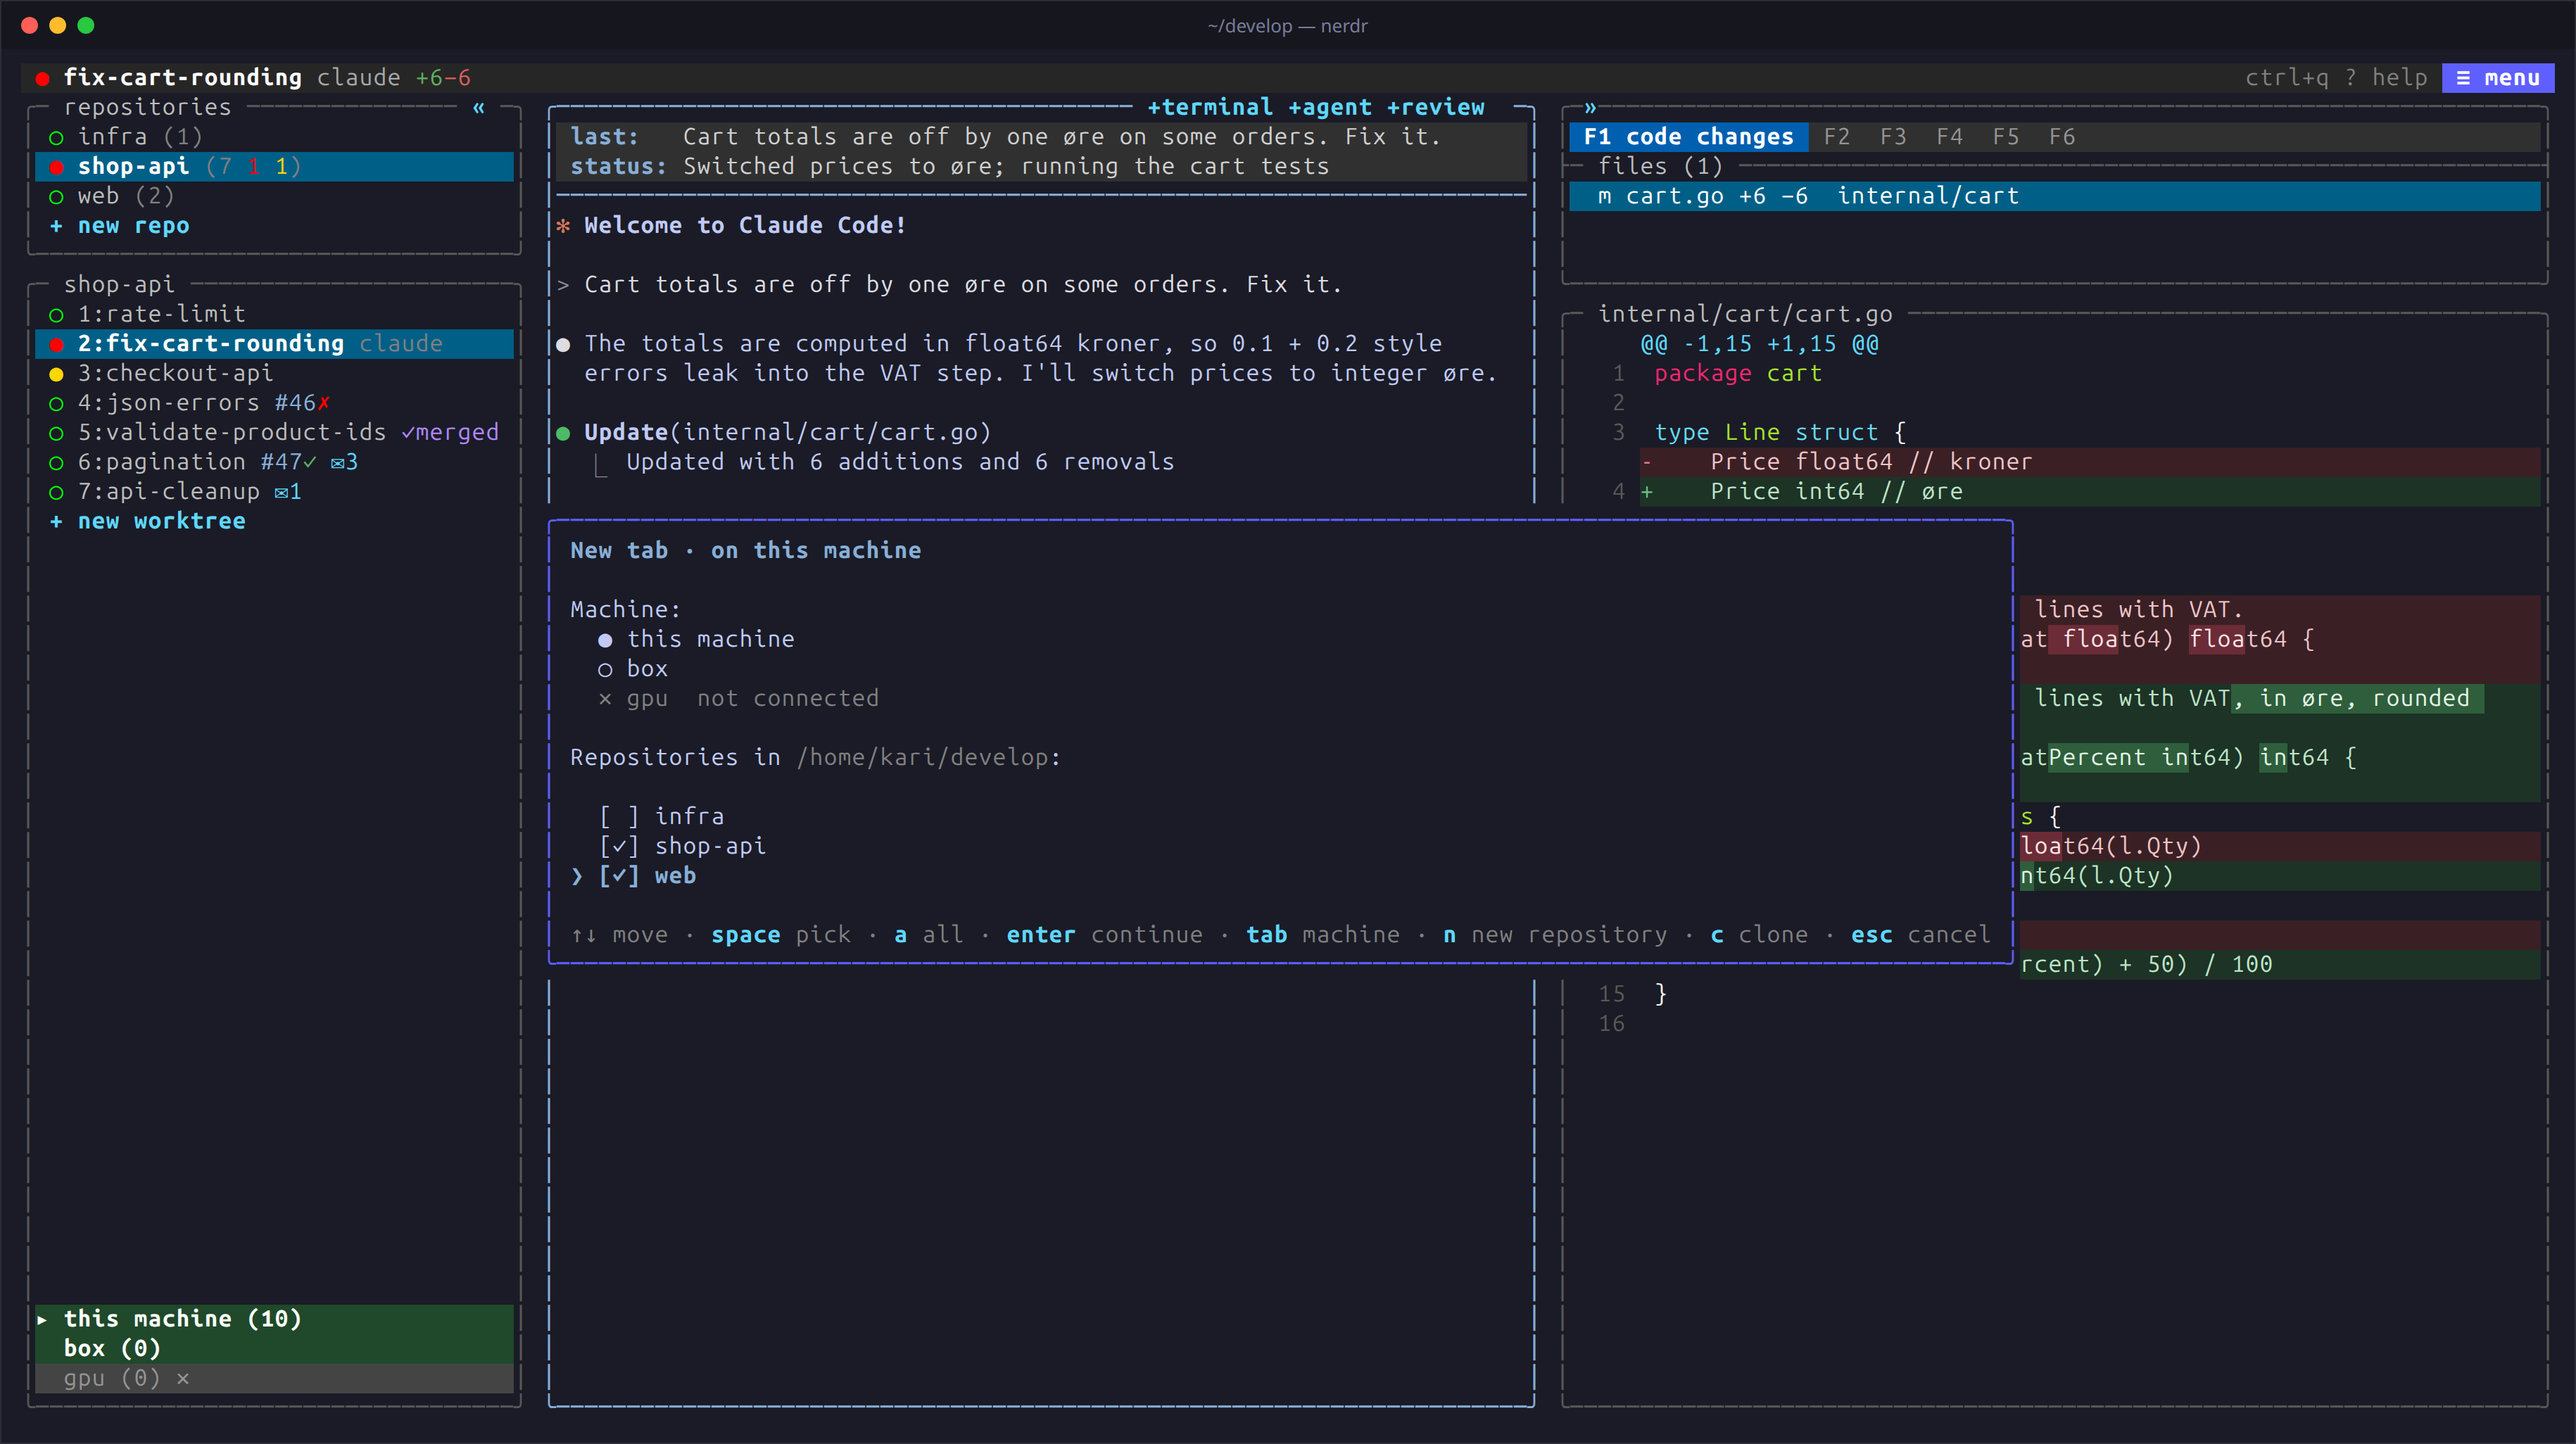 ~/develop — nerdr
● fix-cart-rounding claude +6-6
ctrl+q ? help ≡ menu
repositories «
○ infra (1)
● shop-api (7 1 1)
○ web (2)
+ new repo
shop-api
○ 1:rate-limit
● 2:fix-cart-rounding claude
● 3:checkout-api
○ 4:json-errors #46✗
○ 5:validate-product-ids ✓merged
○ 6:pagination #47✓ ✉3
○ 7:api-cleanup ✉1
+ new worktree
▸ this machine (10)
box (0)
gpu (0) ×
+terminal +agent +review
last: Cart totals are off by one øre on some orders. Fix it.
status: Switched prices to øre; running the cart tests
✻ Welcome to Claude Code!
> Cart totals are off by one øre on some orders. Fix it.
● The totals are computed in float64 kroner, so 0.1 + 0.2 style
errors leak into the VAT step. I'll switch prices to integer øre.
● Update(internal/cart/cart.go)
⎿ Updated with 6 additions and 6 removals
New tab · on this machine
Machine:
● this machine
○ box
× gpu not connected
Repositories in /home/kari/develop:
[ ] infra
[✓] shop-api
❯ [✓] web
↑↓ move · space pick · a all · enter continue · tab machine · n new repository · c clone · esc cancel
»
F1 code changes F2 F3 F4 F5 F6
files (1)
m cart.go +6 -6 internal/cart
internal/cart/cart.go
@@ -1,15 +1,15 @@
1 package cart
2
3 type Line struct {
- Price float64 // kroner
4 + Price int64 // øre
lines with VAT.
at float64) float64 {
lines with VAT, in øre, rounded
atPercent int64) int64 {
s {
loat64(l.Qty)
nt64(l.Qty)
rcent) + 50) / 100
15 }
16